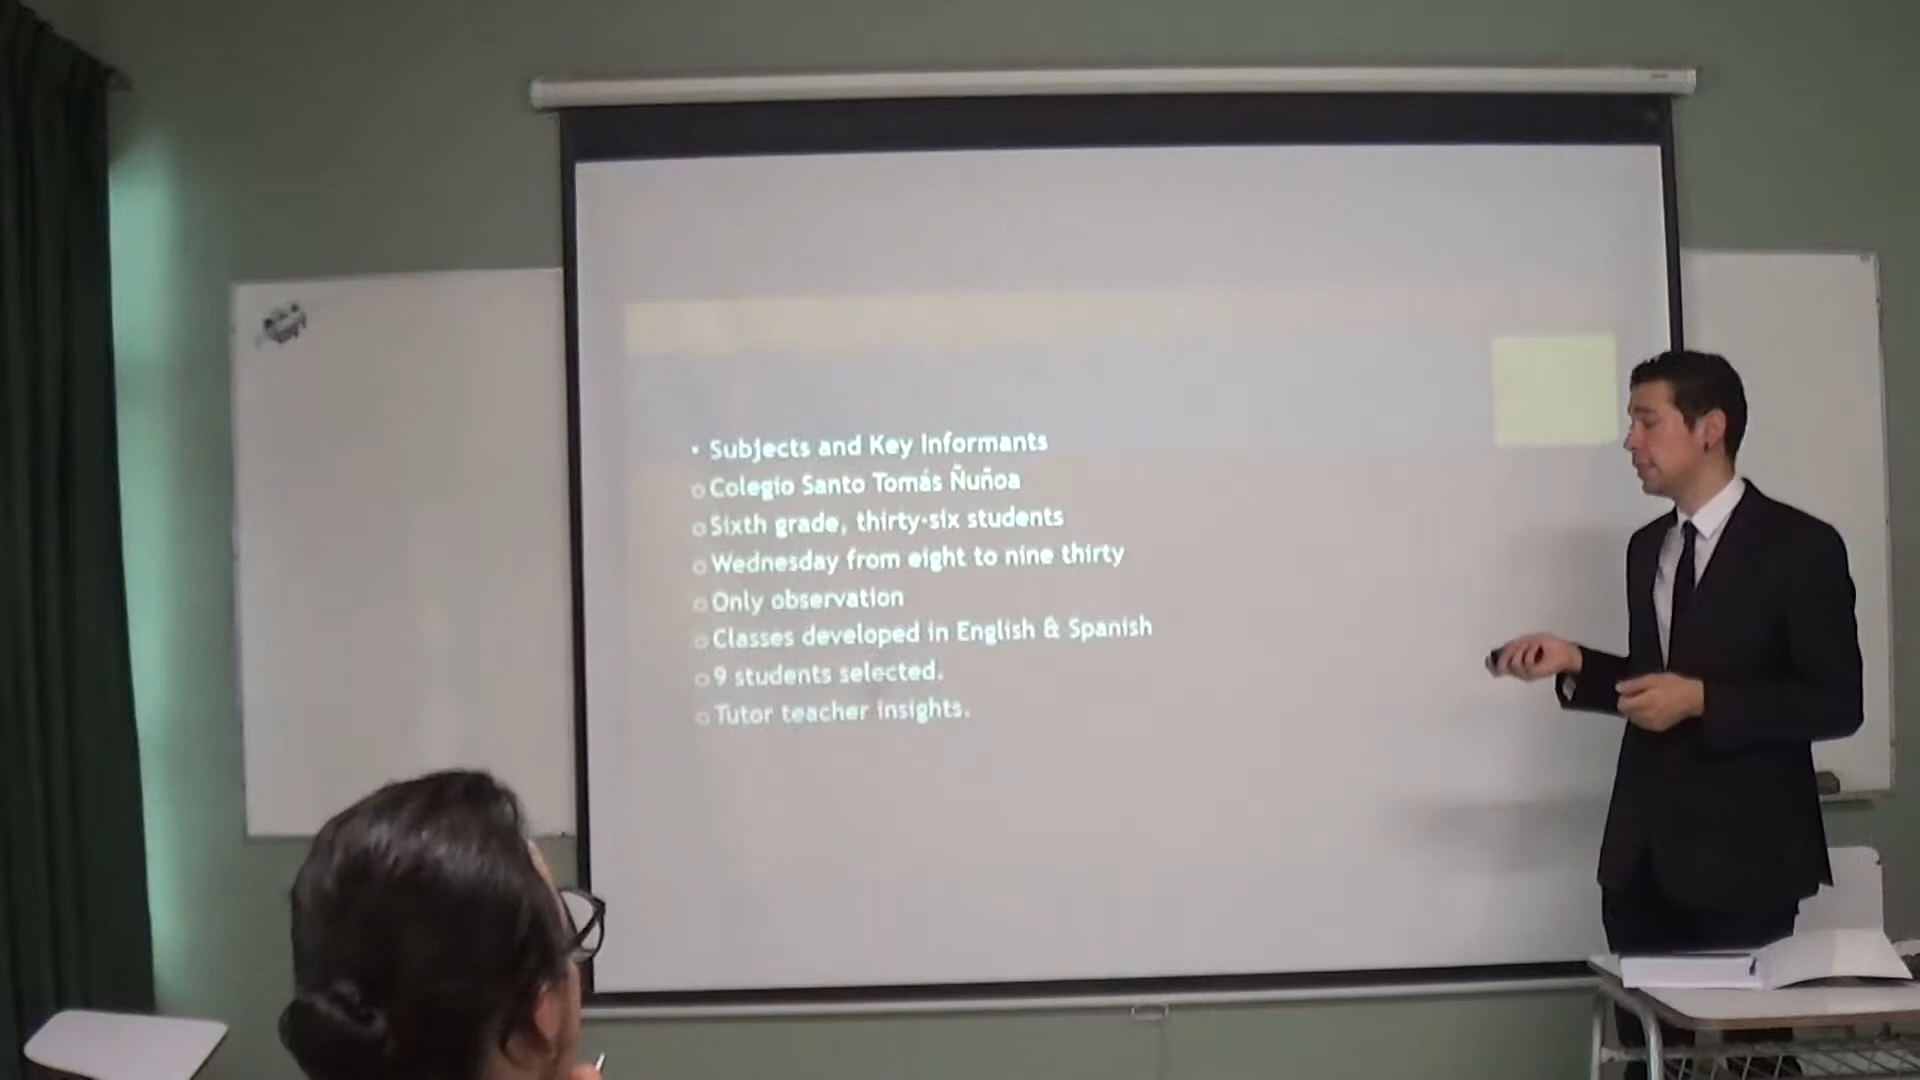 • Subjects and Key Informants
o Colegio Santo Tomás Ñuñoa
o Sixth grade, thirty-six students
o Wednesday from eight to nine thirty
o Only observation
o Classes developed in English & Spanish
o 9 students selected.
o Tutor teacher insights.